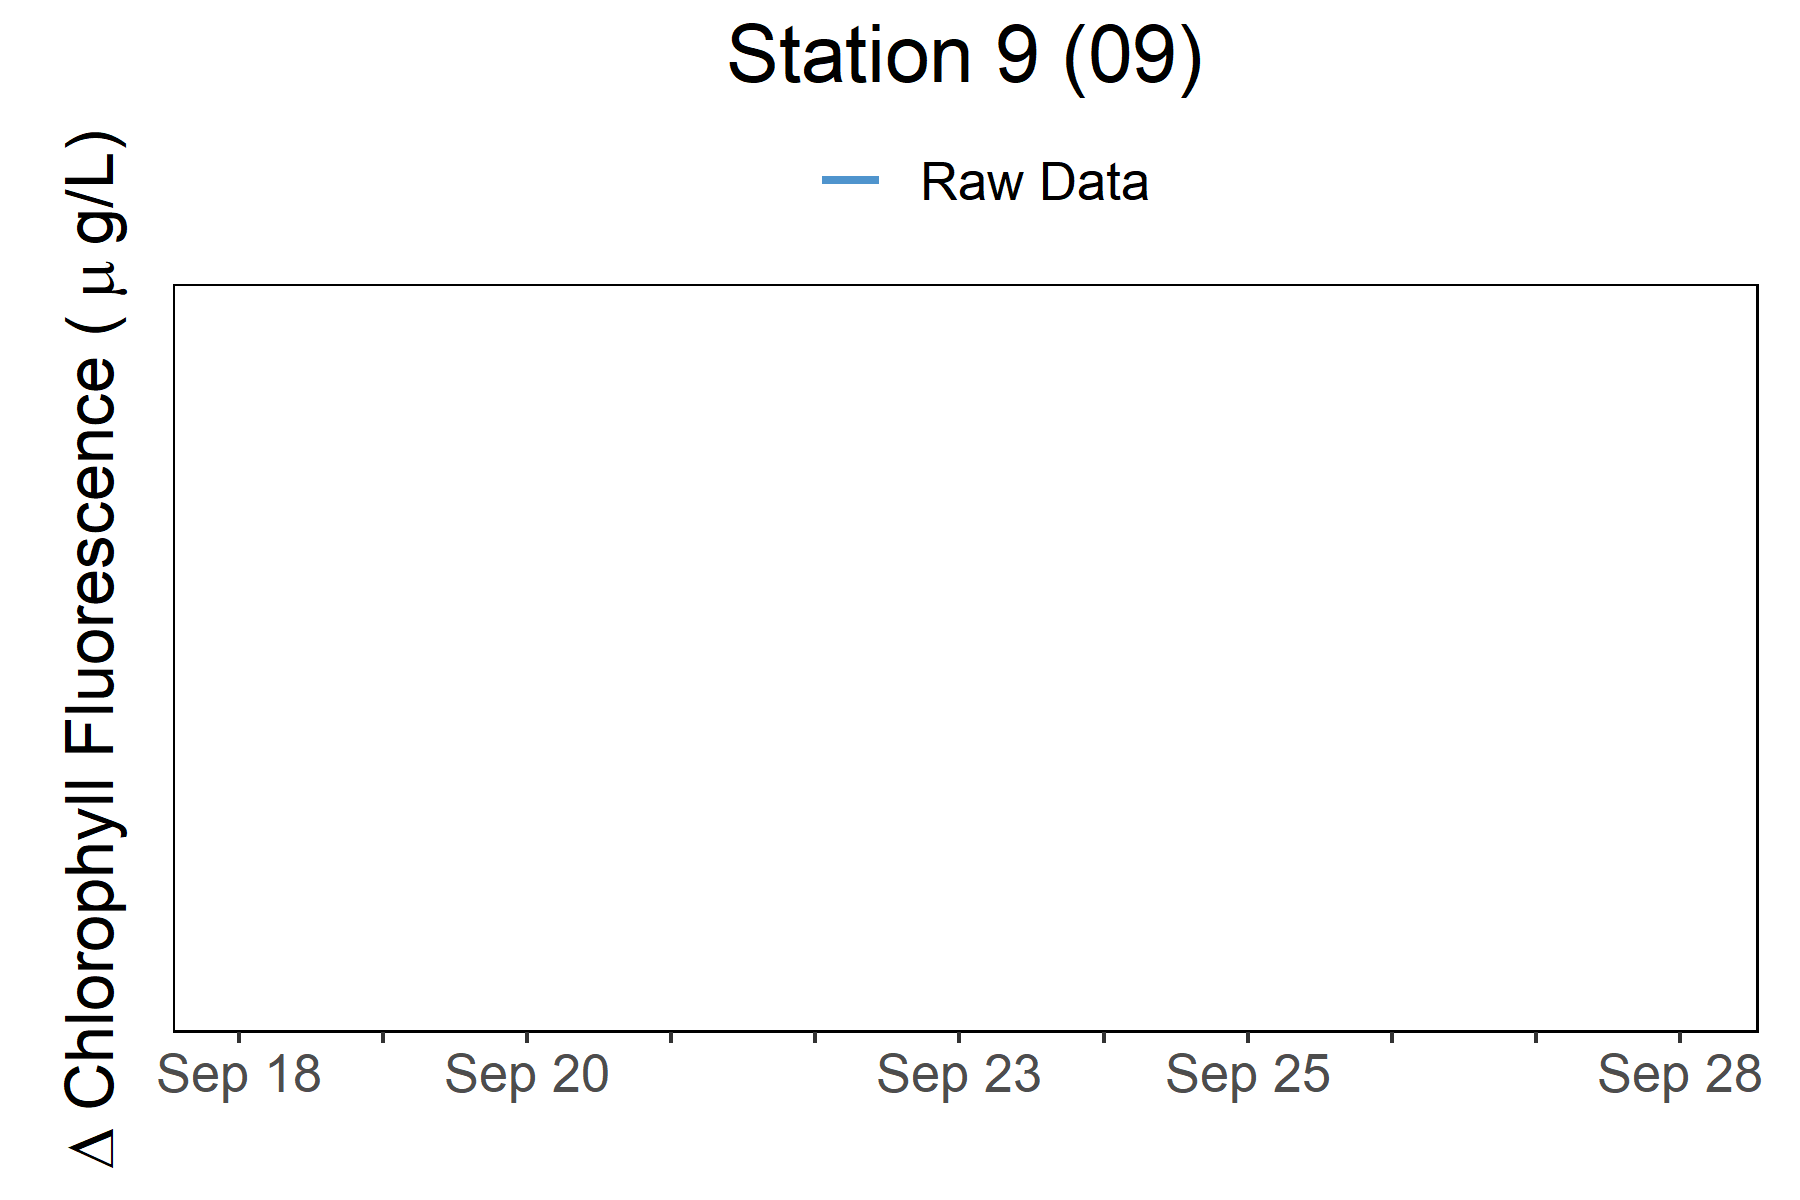 Station 9 (09)
Raw Data
Δ Chlorophyll Fluorescence ( μ g/L)
Sep 18 Sep 20 Sep 23 Sep 25 Sep 28